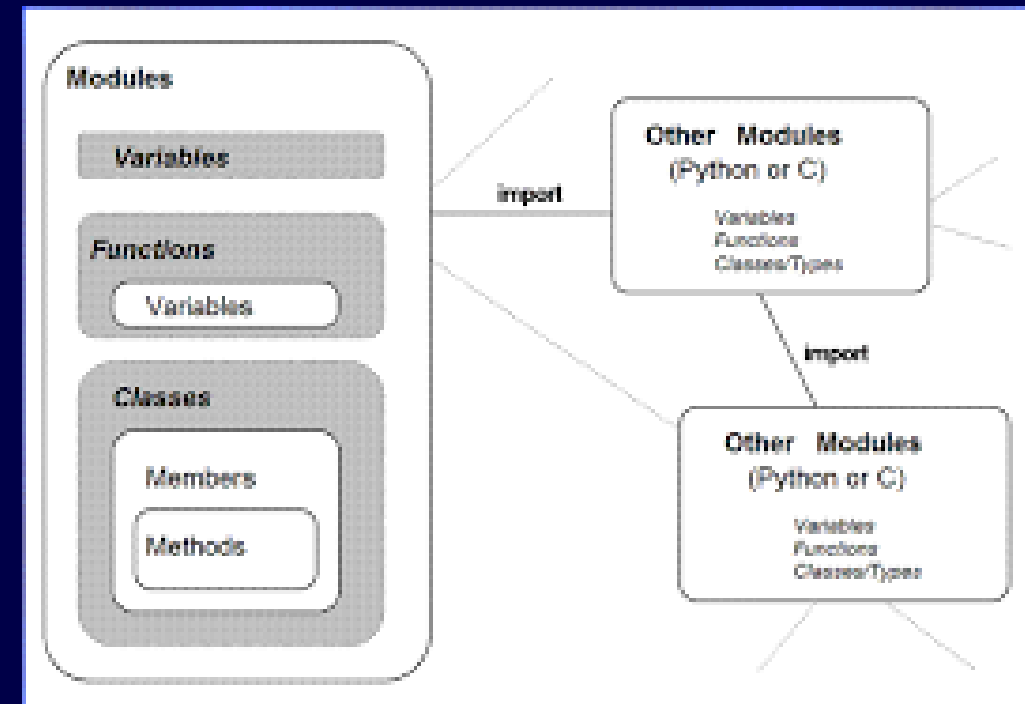 Modules
Variables
Functions
Variables
Classes
Members
Methods
import
Other Modules
(Python or C)
Variables
Functions
Classes/Types
import
Other Modules
(Python or C)
Variables
Functions
Classes/Types